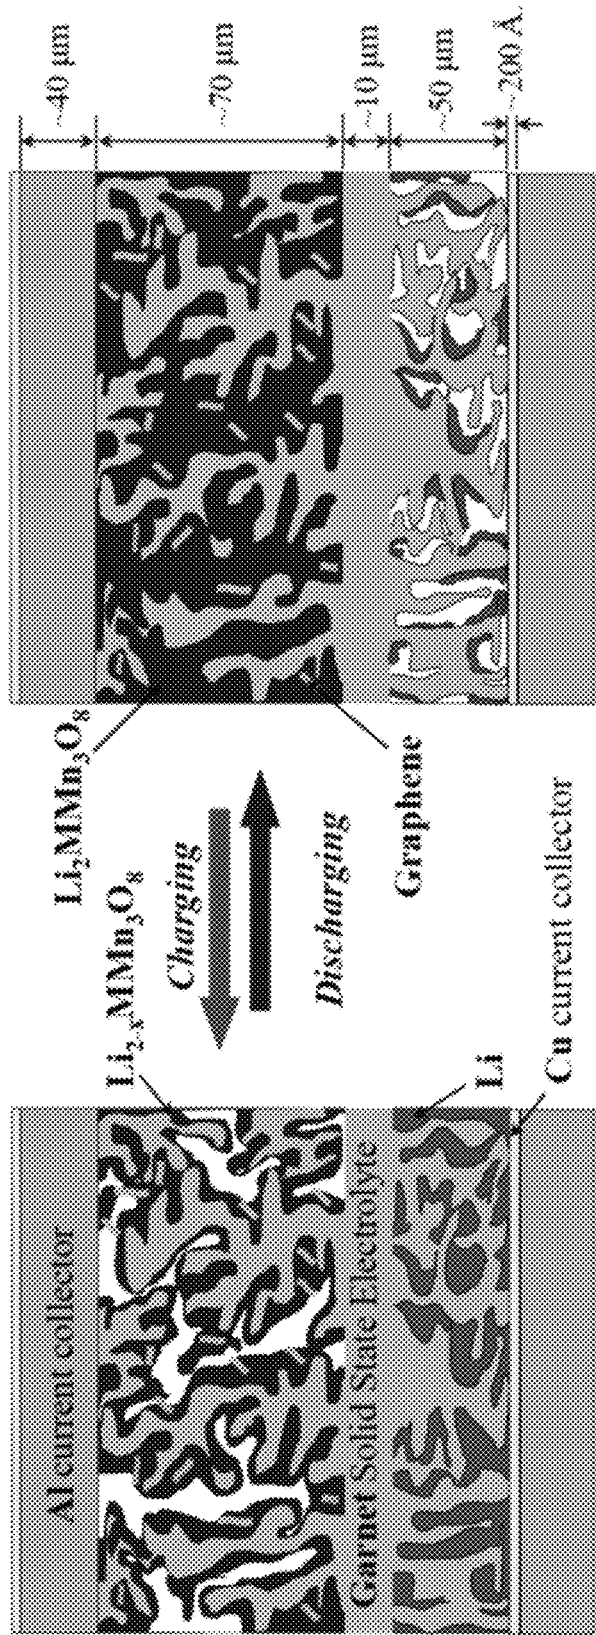 Al current collector
Garnet Solid State Electrolyte
Li₂₋ₓMMn₃O₈
Li
Cu current collector
Charging
Discharging
Li₂MMn₃O₈
Graphene
~40 μm
~70 μm
~10 μm
~50 μm
~200 Å